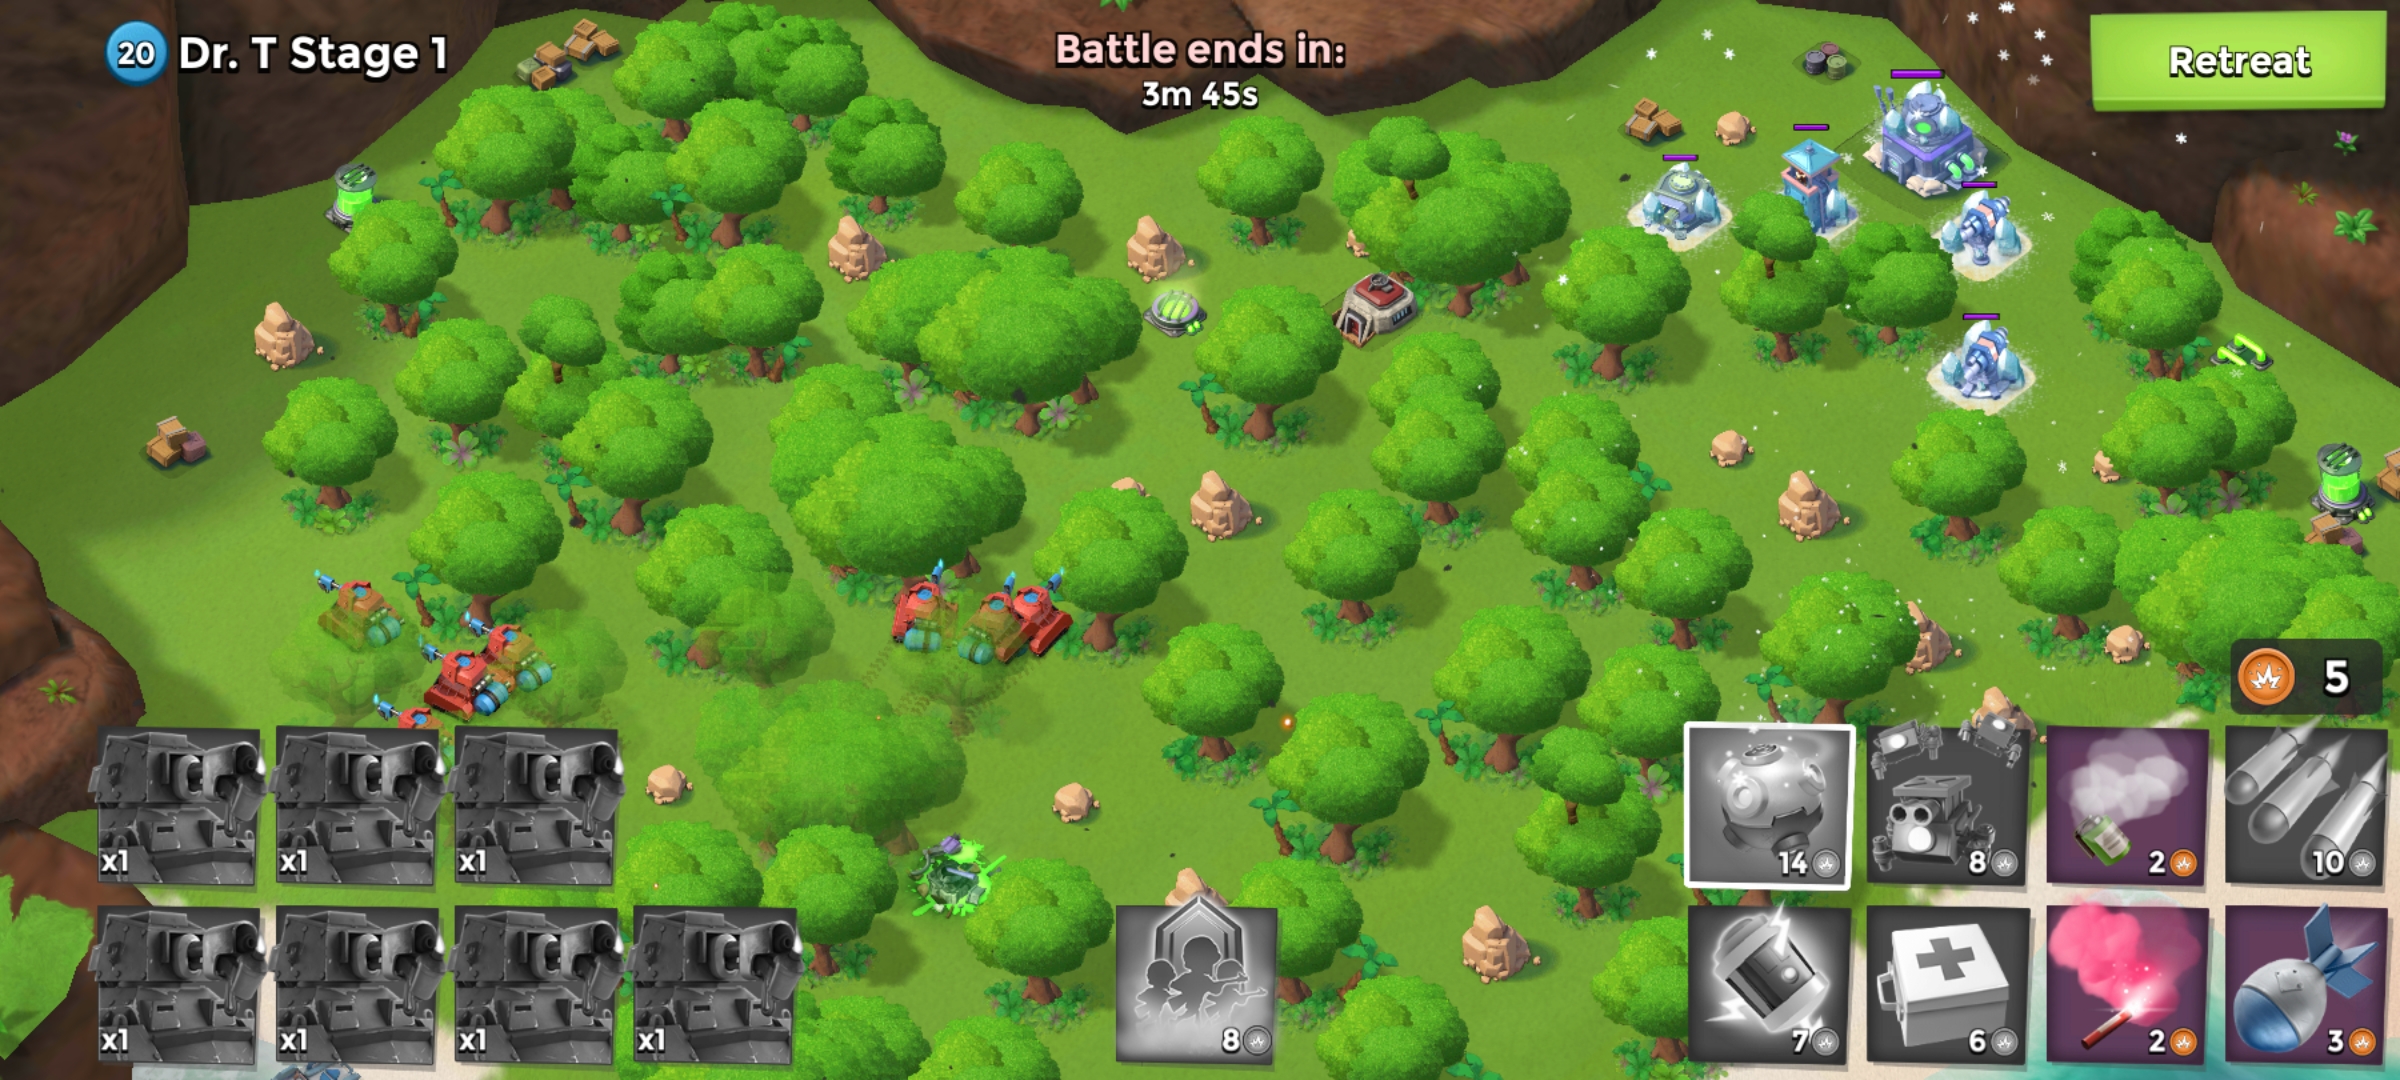 20 Dr. T Stage 1
Battle ends in:
3m 45s
Retreat
5
x1 x1 x1
14 8 2 10
x1 x1 x1 x1
8
7 6 2 3